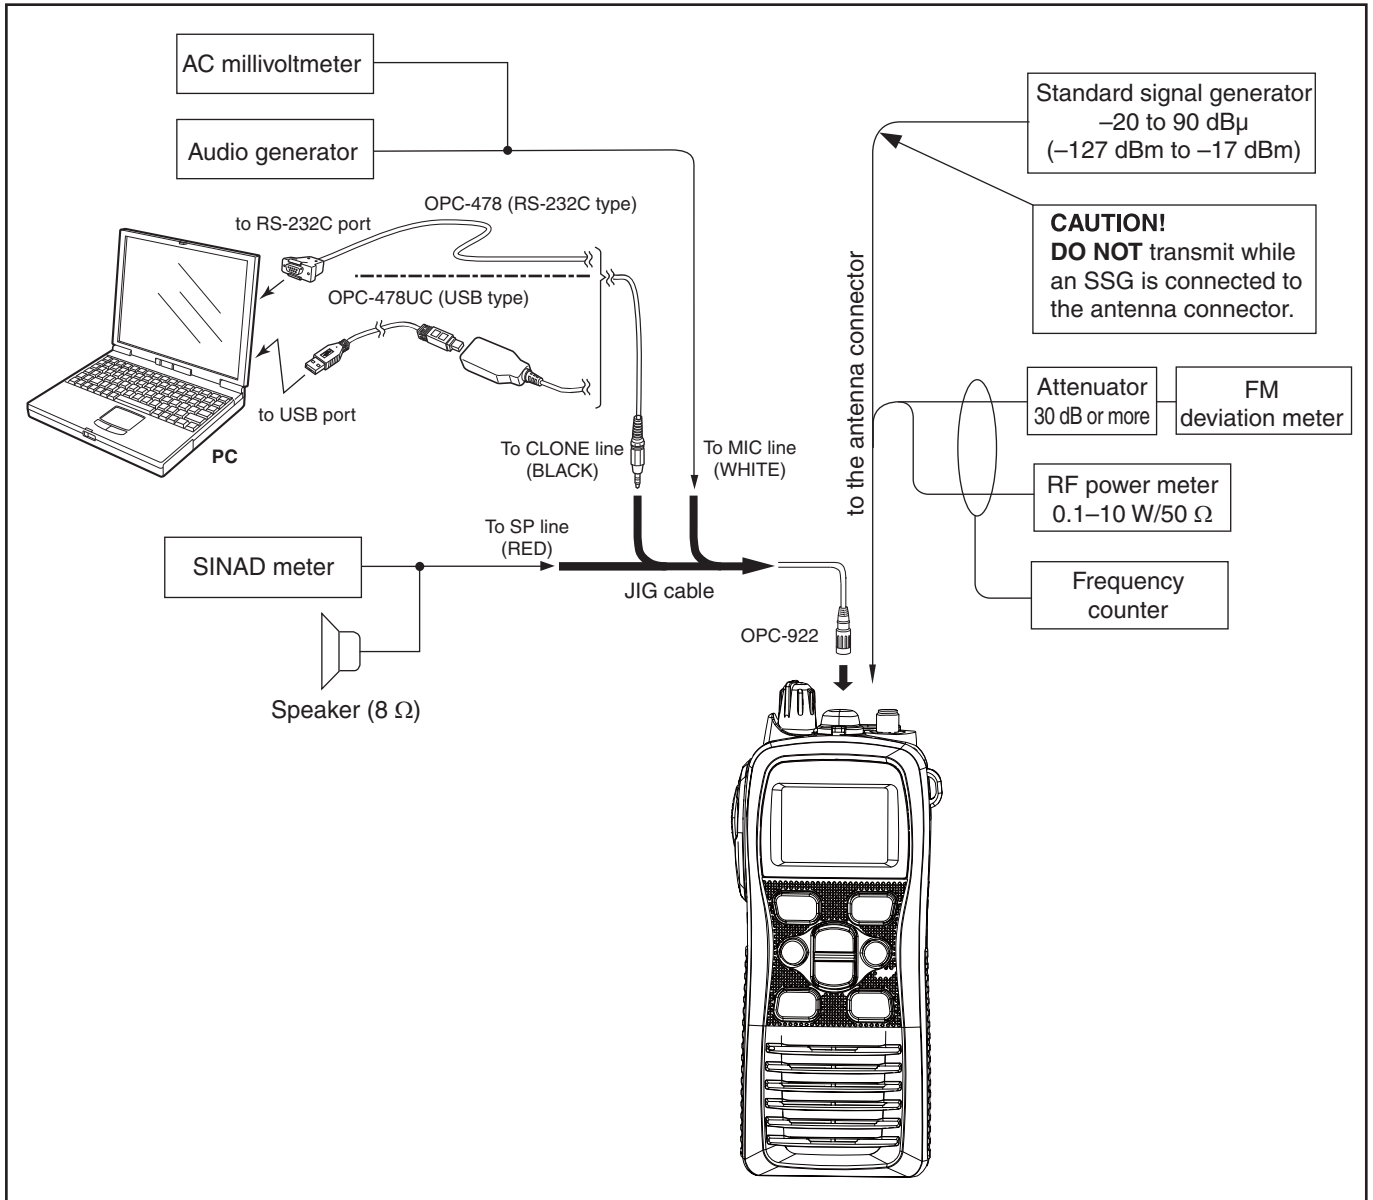 AC millivoltmeter
Audio generator
Standard signal generator
–20 to 90 dBµ
(–127 dBm to –17 dBm)
OPC-478 (RS-232C type)
to RS-232C port
CAUTION!
DO NOT transmit while
an SSG is connected to
the antenna connector.
OPC-478UC (USB type)
to USB port
PC
to the antenna connector
Attenuator
30 dB or more
FM
deviation meter
To CLONE line
(BLACK)
To MIC line
(WHITE)
RF power meter
0.1–10 W/50 Ω
To SP line
(RED)
SINAD meter
JIG cable
Frequency
counter
OPC-922
Speaker (8 Ω)